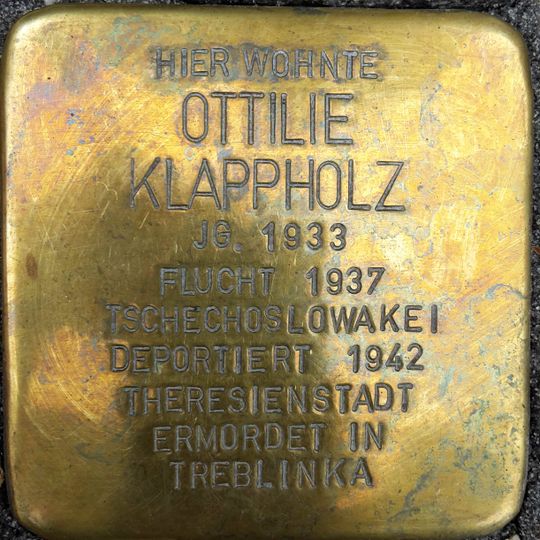 HIER WOHNTE
OTTILIE
KLAPPHOLZ
JG. 1933
FLUCHT 1937
TSCHECHOSLOWAKEI
DEPORTIERT 1942
THERESIENSTADT
ERMORDET IN
TREBLINKA